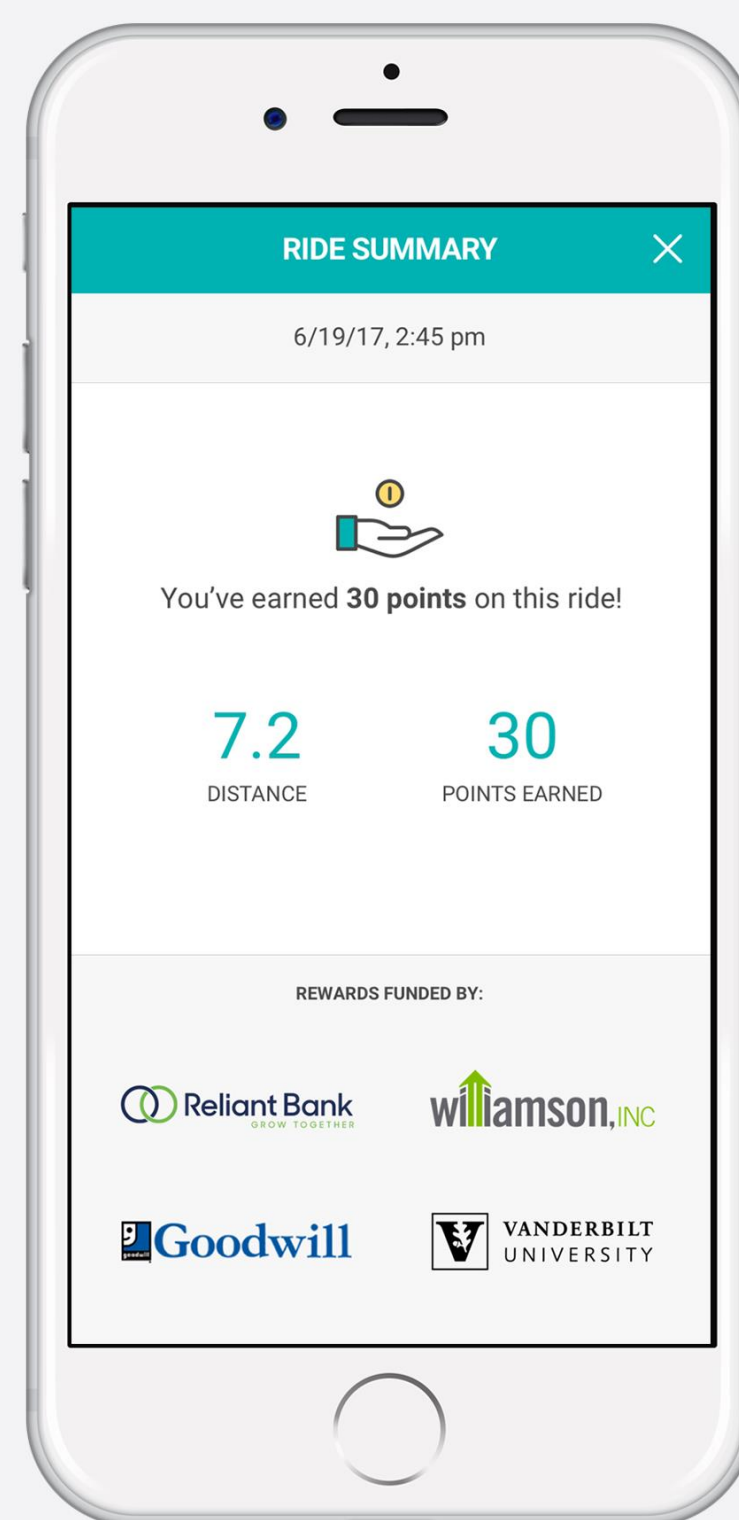 RIDE SUMMARY
6/19/17, 2:45 pm
You’ve earned 30 points on this ride!
7.2
30
DISTANCE
POINTS EARNED
REWARDS FUNDED BY:
Reliant Bank
GROW TOGETHER
williamson, INC
Goodwill
goodwill
V
VANDERBILT
UNIVERSITY